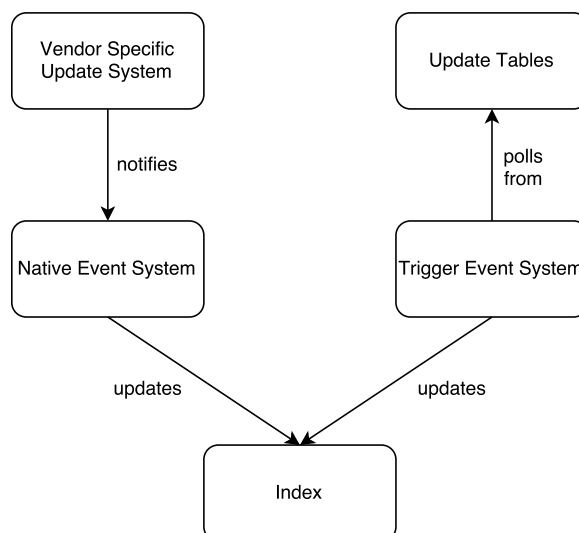 Vendor Specific
Update System
Update Tables
notifies
polls
from
Native Event System
Trigger Event System
updates
updates
Index